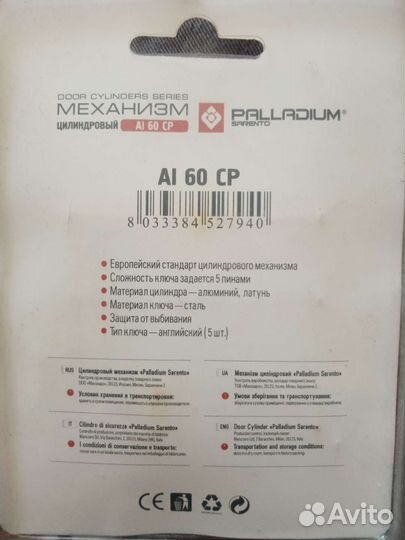 DOOR CYLINDERS SERIES
МЕХАНИЗМ
ЦИЛИНДРОВЫЙ AI 60 CP
PALLADIUM®
SARENTO
AI 60 CP
8 033384 527940
Европейский стандарт цилиндрового механизма
Сложность ключа задается 5 пинами
Материал цилиндра — алюминий, латунь
Материал ключа — сталь
Защита от выбивания
Тип ключа — английский (5 шт.)
RUS
Цилиндровый механизм «Palladium Sarento»
Условия хранения и транспортировки:
UA
Механізм циліндровий «Palladium Sarento»
Умови зберігання та транспортування:
IT
Cilindro di sicurezza «Palladium Sarento»
I condizioni di conservazione e trasporto:
ENG
Door Cylinder «Palladium Sarento»
Transportation and storage conditions:
CE
Avito